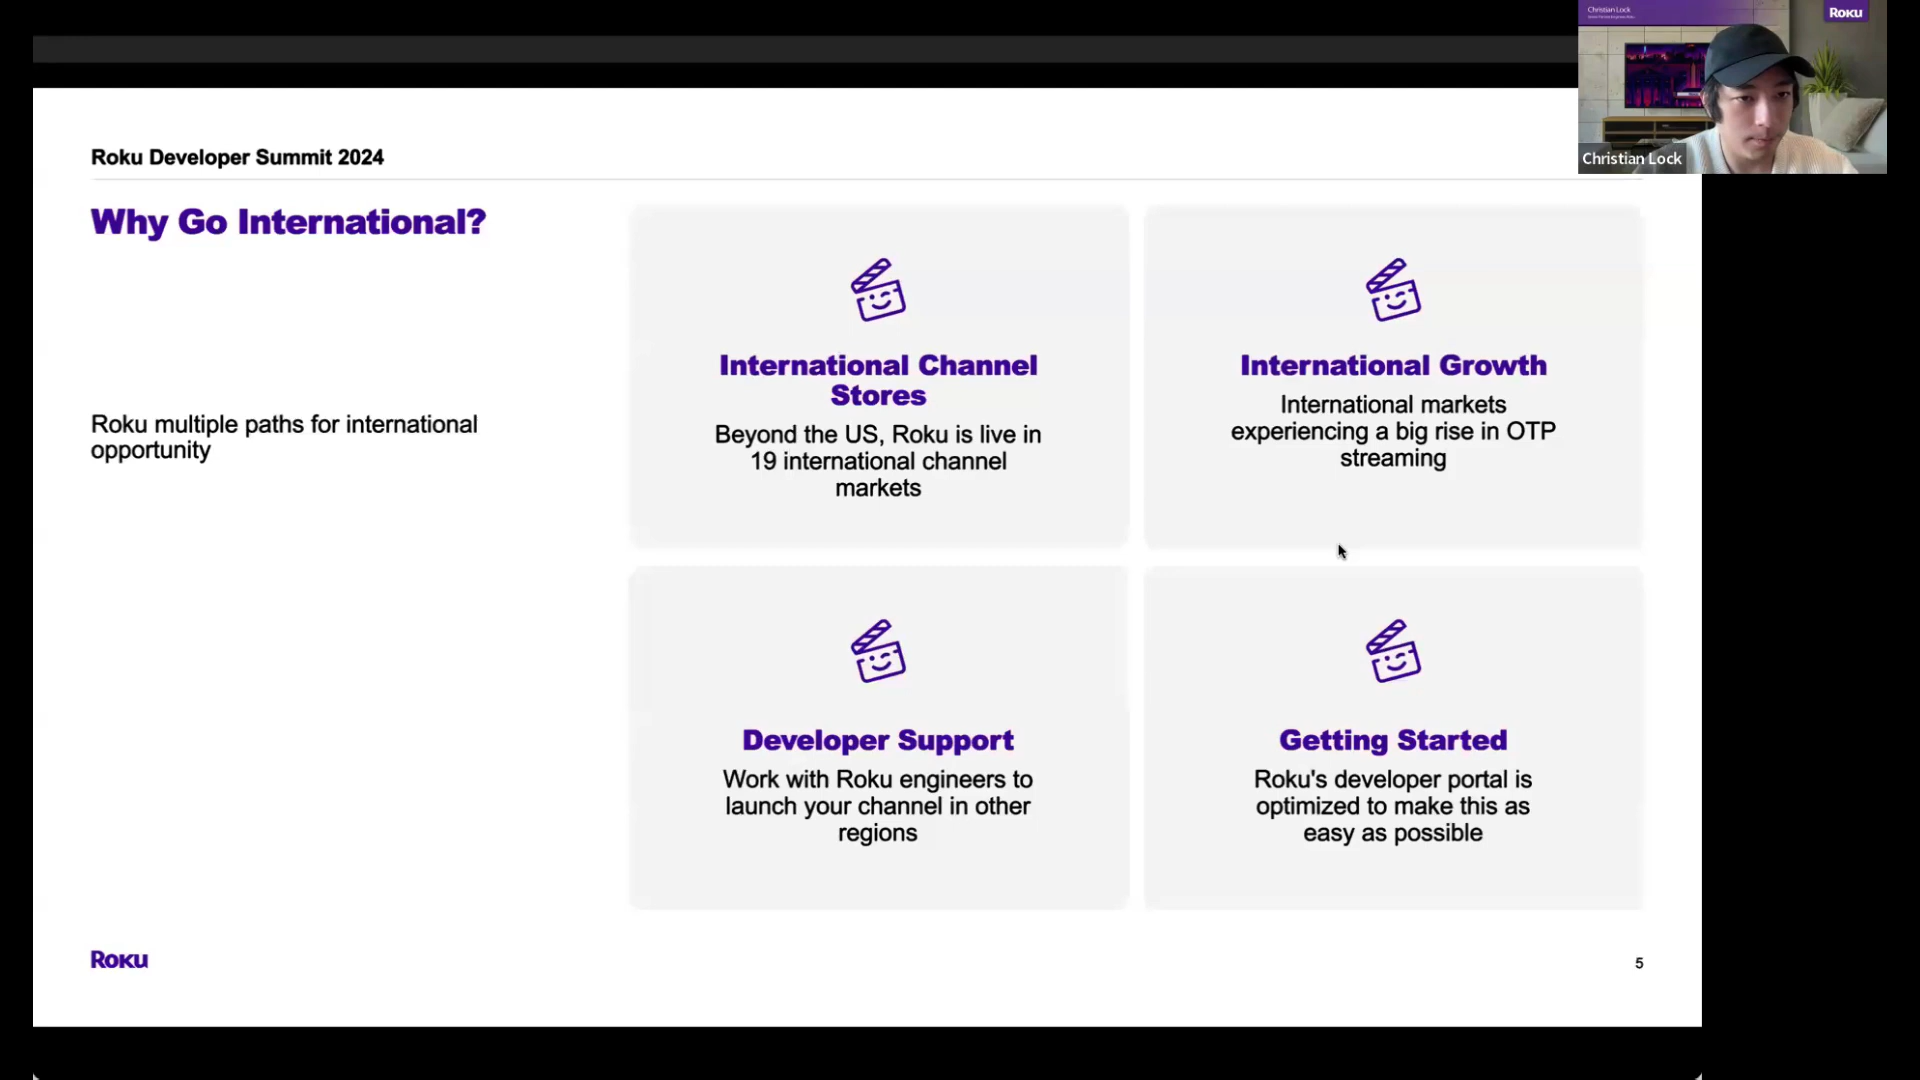 Christian Lock
Roku
Christian Lock
Roku Developer Summit 2024
Why Go International?
Roku multiple paths for international
opportunity
International Channel
Stores
Beyond the US, Roku is live in
19 international channel
markets
International Growth
International markets
experiencing a big rise in OTP
streaming
Developer Support
Work with Roku engineers to
launch your channel in other
regions
Getting Started
Roku's developer portal is
optimized to make this as
easy as possible
Roku
5